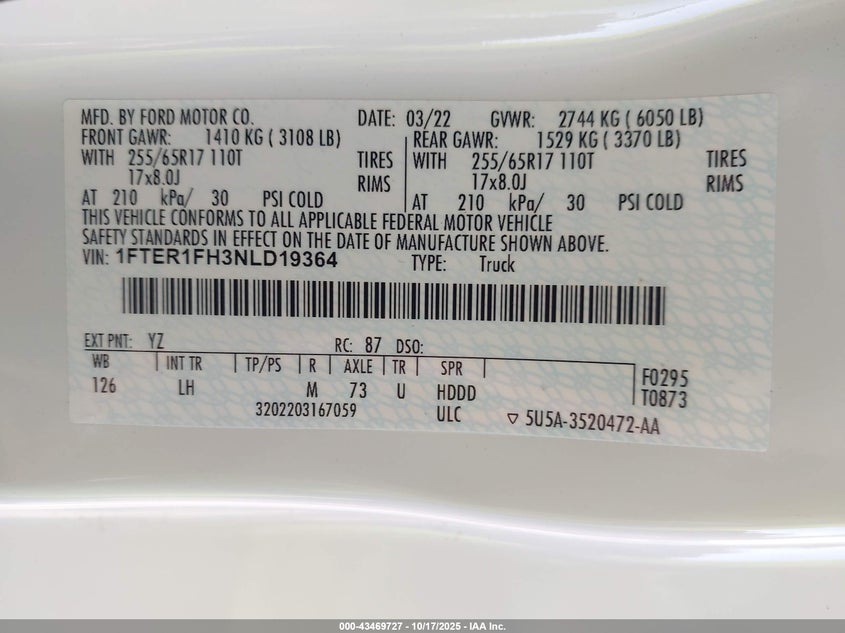 MFD. BY FORD MOTOR CO. DATE: 03/22 GVWR: 2744 KG ( 6050 LB)
FRONT GAWR: 1410 KG ( 3108 LB) REAR GAWR: 1529 KG ( 3370 LB)
WITH 255/65R17 110T TIRES WITH 255/65R17 110T TIRES
17x8.0J RIMS 17x8.0J RIMS
AT 210 kPa/ 30 PSI COLD AT 210 kPa/ 30 PSI COLD
THIS VEHICLE CONFORMS TO ALL APPLICABLE FEDERAL MOTOR VEHICLE
SAFETY STANDARDS IN EFFECT ON THE DATE OF MANUFACTURE SHOWN ABOVE.
VIN: 1FTER1FH3NLD19364 TYPE: Truck
EXT PNT: YZ RC: 87 DSO:
WB INT TR TP/PS R AXLE TR SPR
126 LH M 73 U HDDD F0295
T0873
3202203167059 ULC 5U5A-3520472-AA
000-43469727 - 10/17/2025 - IAA Inc.